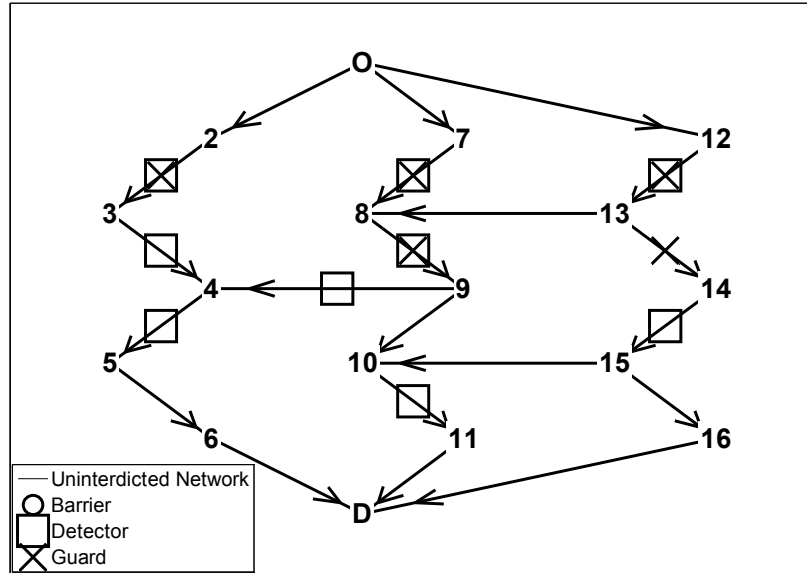 O
2 7 12
3 8 13
4 9 14
5 10 15
6 11 16
D
Uninterdicted Network
Barrier
Detector
Guard